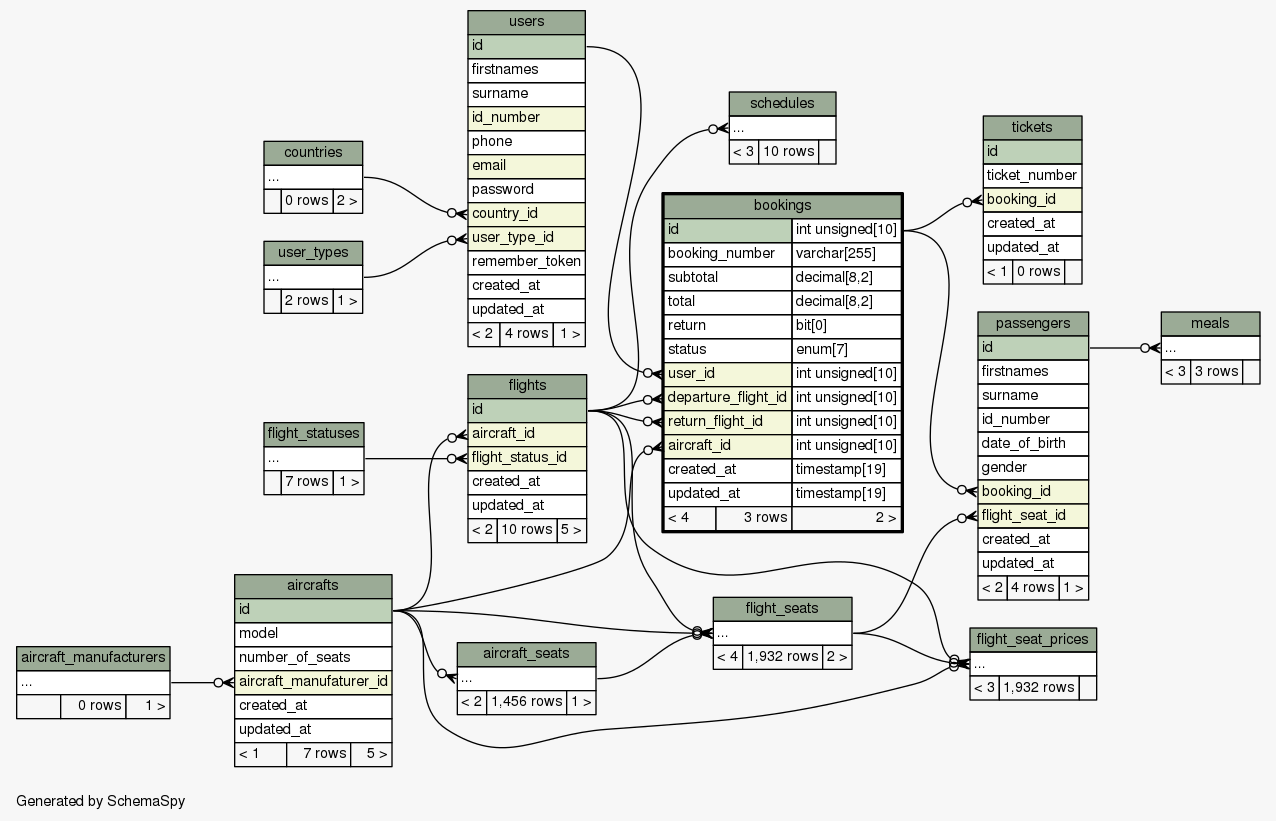 users
id
firstnames
surname
id_number
phone
email
password
country_id
user_type_id
remember_token
created_at
updated_at
< 2 4 rows 1 >
schedules
...
< 3 10 rows
tickets
id
ticket_number
booking_id
created_at
updated_at
< 1 0 rows
countries
...
0 rows 2 >
user_types
...
2 rows 1 >
bookings
id int unsigned[10]
booking_number varchar[255]
subtotal decimal[8,2]
total decimal[8,2]
return bit[0]
status enum[7]
user_id int unsigned[10]
departure_flight_id int unsigned[10]
return_flight_id int unsigned[10]
aircraft_id int unsigned[10]
created_at timestamp[19]
updated_at timestamp[19]
< 4 3 rows 2 >
passengers
id
firstnames
surname
id_number
date_of_birth
gender
booking_id
flight_seat_id
created_at
updated_at
< 2 4 rows 1 >
meals
...
< 3 3 rows
flights
id
aircraft_id
flight_status_id
created_at
updated_at
< 2 10 rows 5 >
flight_statuses
...
7 rows 1 >
aircrafts
id
model
number_of_seats
aircraft_manufaturer_id
created_at
updated_at
< 1 7 rows 5 >
flight_seats
...
< 4 1,932 rows 2 >
flight_seat_prices
...
< 3 1,932 rows
aircraft_manufacturers
...
0 rows 1 >
aircraft_seats
...
< 2 1,456 rows 1 >
Generated by SchemaSpy